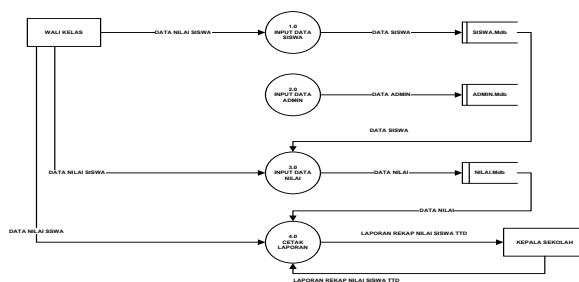 WALI KELAS
DATA NILAI SISWA
1.0
INPUT DATA
SISWA
DATA SISWA
SISWA.Mdb
2.0
INPUT DATA
ADMIN
DATA ADMIN
ADMIN.Mdb
DATA SISWA
DATA NILAI SISWA
3.0
INPUT DATA
NILAI
DATA NILAI
NILAI.Mdb
DATA NILAI
DATA NILAI SSWA
4.0
CETAK
LAPORAN
LAPORAN REKAP NILAI SISWA TTD
KEPALA SEKOLAH
LAPORAN REKAP NILAI SISWA TTD